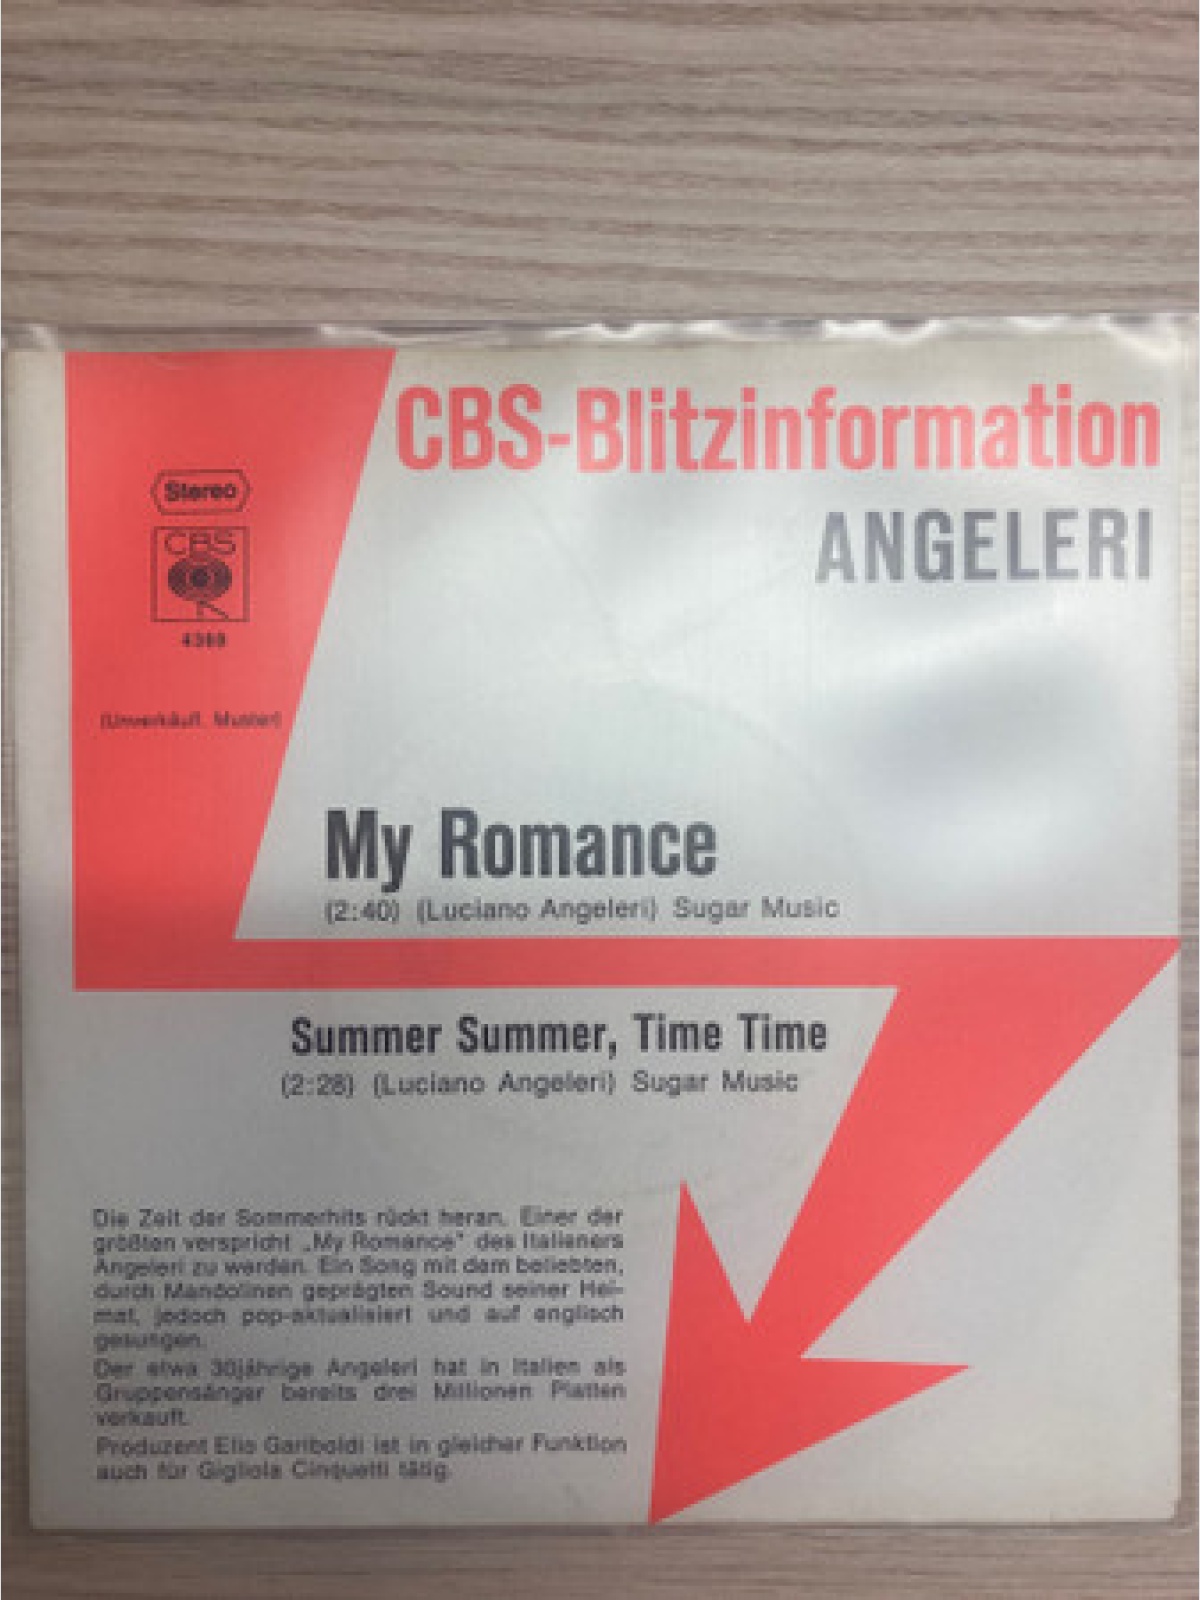 CBS-Blitzinformation
ANGELERI
Stereo
CBS
4389
(Unverkäufl. Muster)
My Romance
(2:40) (Luciano Angeleri) Sugar Music
Summer Summer, Time Time
(2:28) (Luciano Angeleri) Sugar Music
Die Zeit der Sommerhits rückt heran. Einer der
größten verspricht „My Romance" des Italieners
Angeleri zu werden. Ein Song mit dem beliebten,
durch Mandolinen geprägten Sound seiner Hei-
mat, jedoch pop-aktualisiert und auf englisch
gesungen.
Der etwa 30jährige Angeleri hat in Italien als
Gruppensänger bereits drei Millionen Platten
verkauft.
Produzent Elio Gariboldi ist in gleicher Funktion
auch für Gigliola Cinquetti tätig.